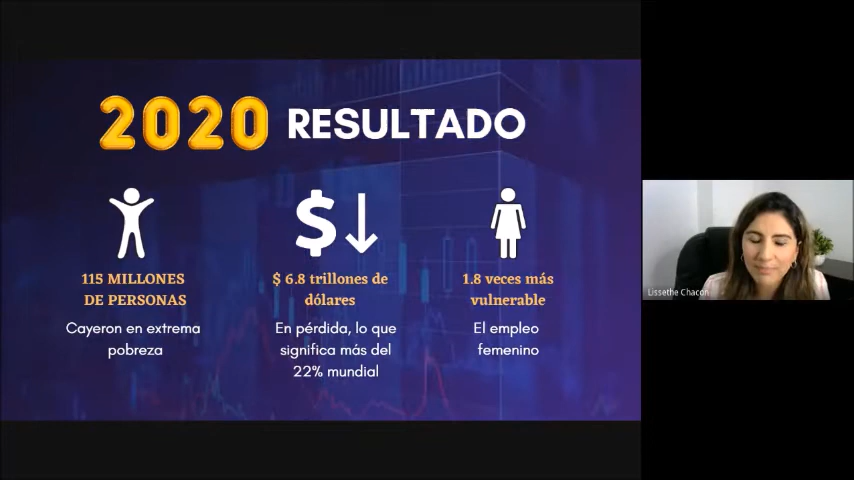 2020 RESULTADO
$
115 MILLONES
DE PERSONAS
Cayeron en extrema
pobreza
$ 6.8 trillones de
dólares
En pérdida, lo que
significa más del
22% mundial
1.8 veces más
vulnerable
El empleo
femenino
Lissethe Chacon